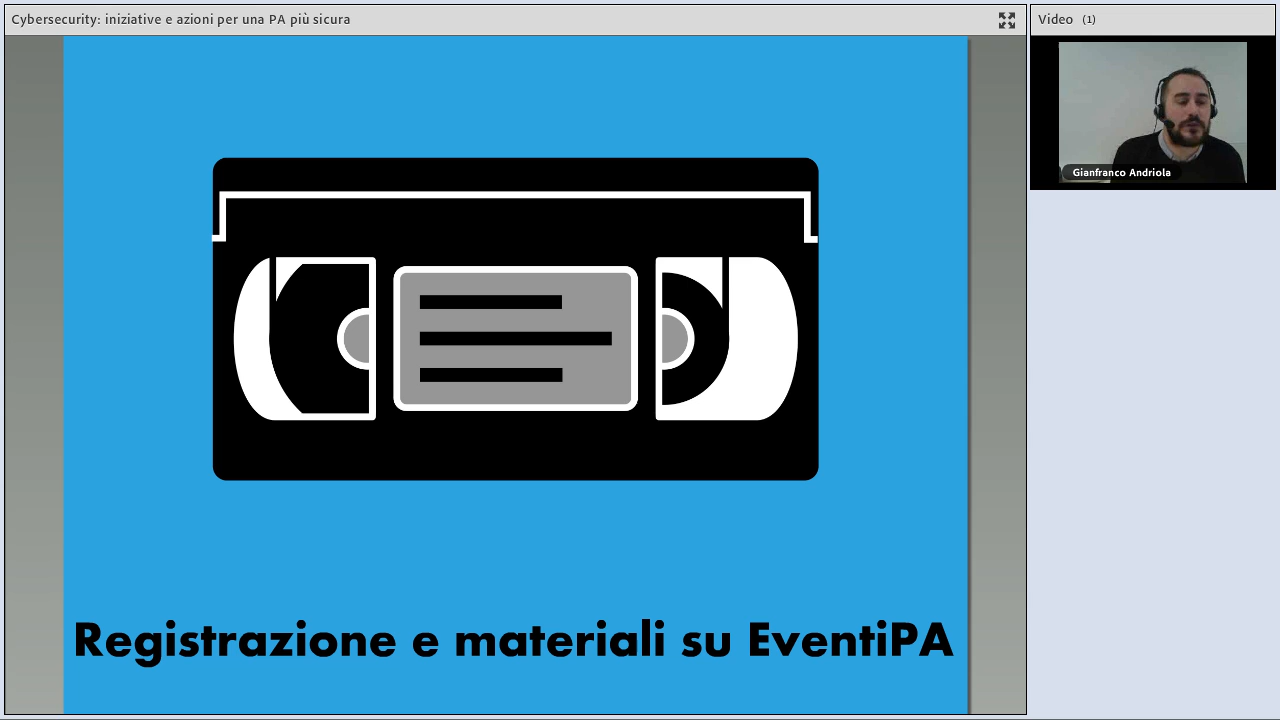 Cybersecurity: iniziative e azioni per una PA più sicura
Video (1)
Gianfranco Andriola
Registrazione e materiali su EventiPA